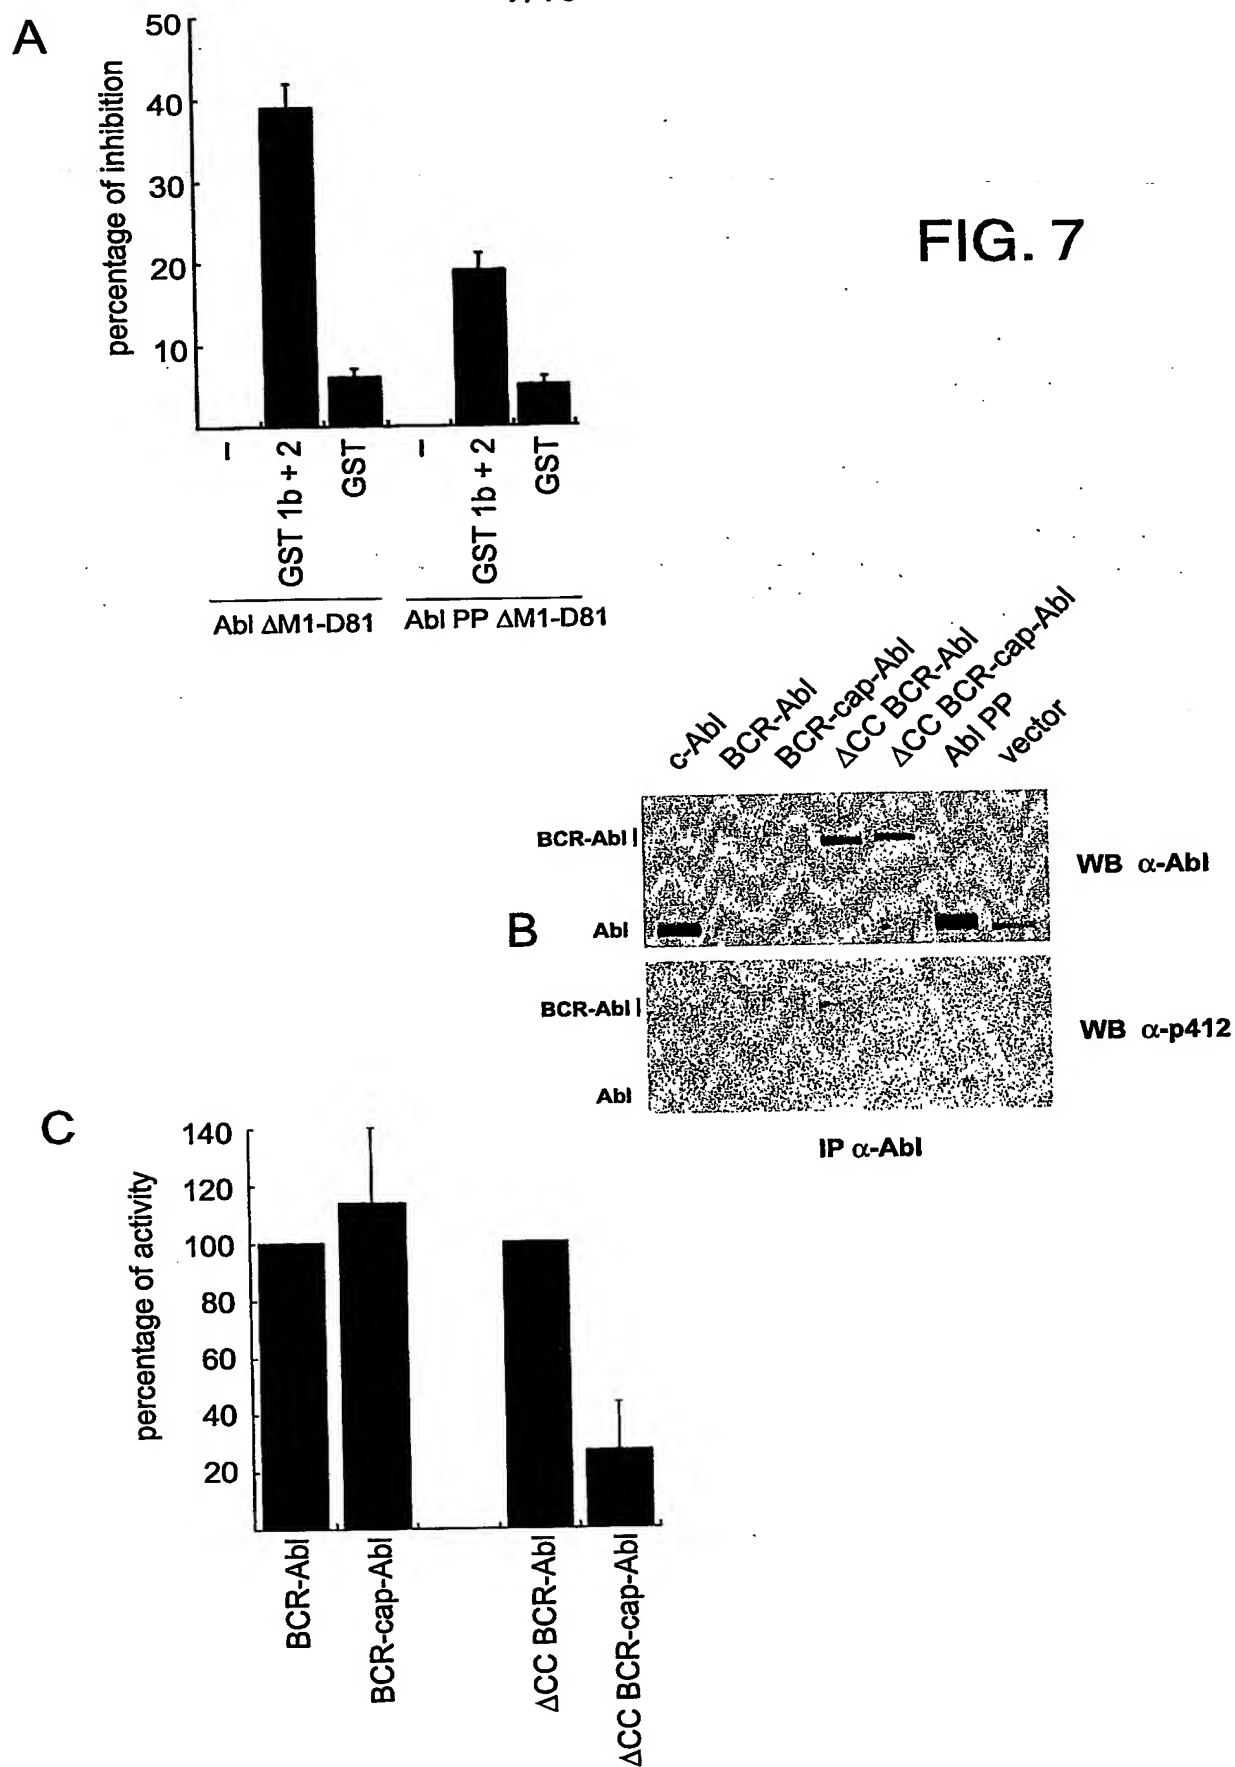 A
50
40
30
20
10
percentage of inhibition
–
GST 1b + 2
GST
–
GST 1b + 2
GST
Abl ΔM1-D81
Abl PP ΔM1-D81
FIG. 7
c-Abl
BCR-Abl
BCR-cap-Abl
ΔCC BCR-Abl
ΔCC BCR-cap-Abl
Abl PP
vector
B
BCR-Abl
Abl
WB α-Abl
BCR-Abl
Abl
WB α-p412
IP α-Abl
C
140
120
100
80
60
40
20
percentage of activity
BCR-Abl
BCR-cap-Abl
ΔCC BCR-Abl
ΔCC BCR-cap-Abl